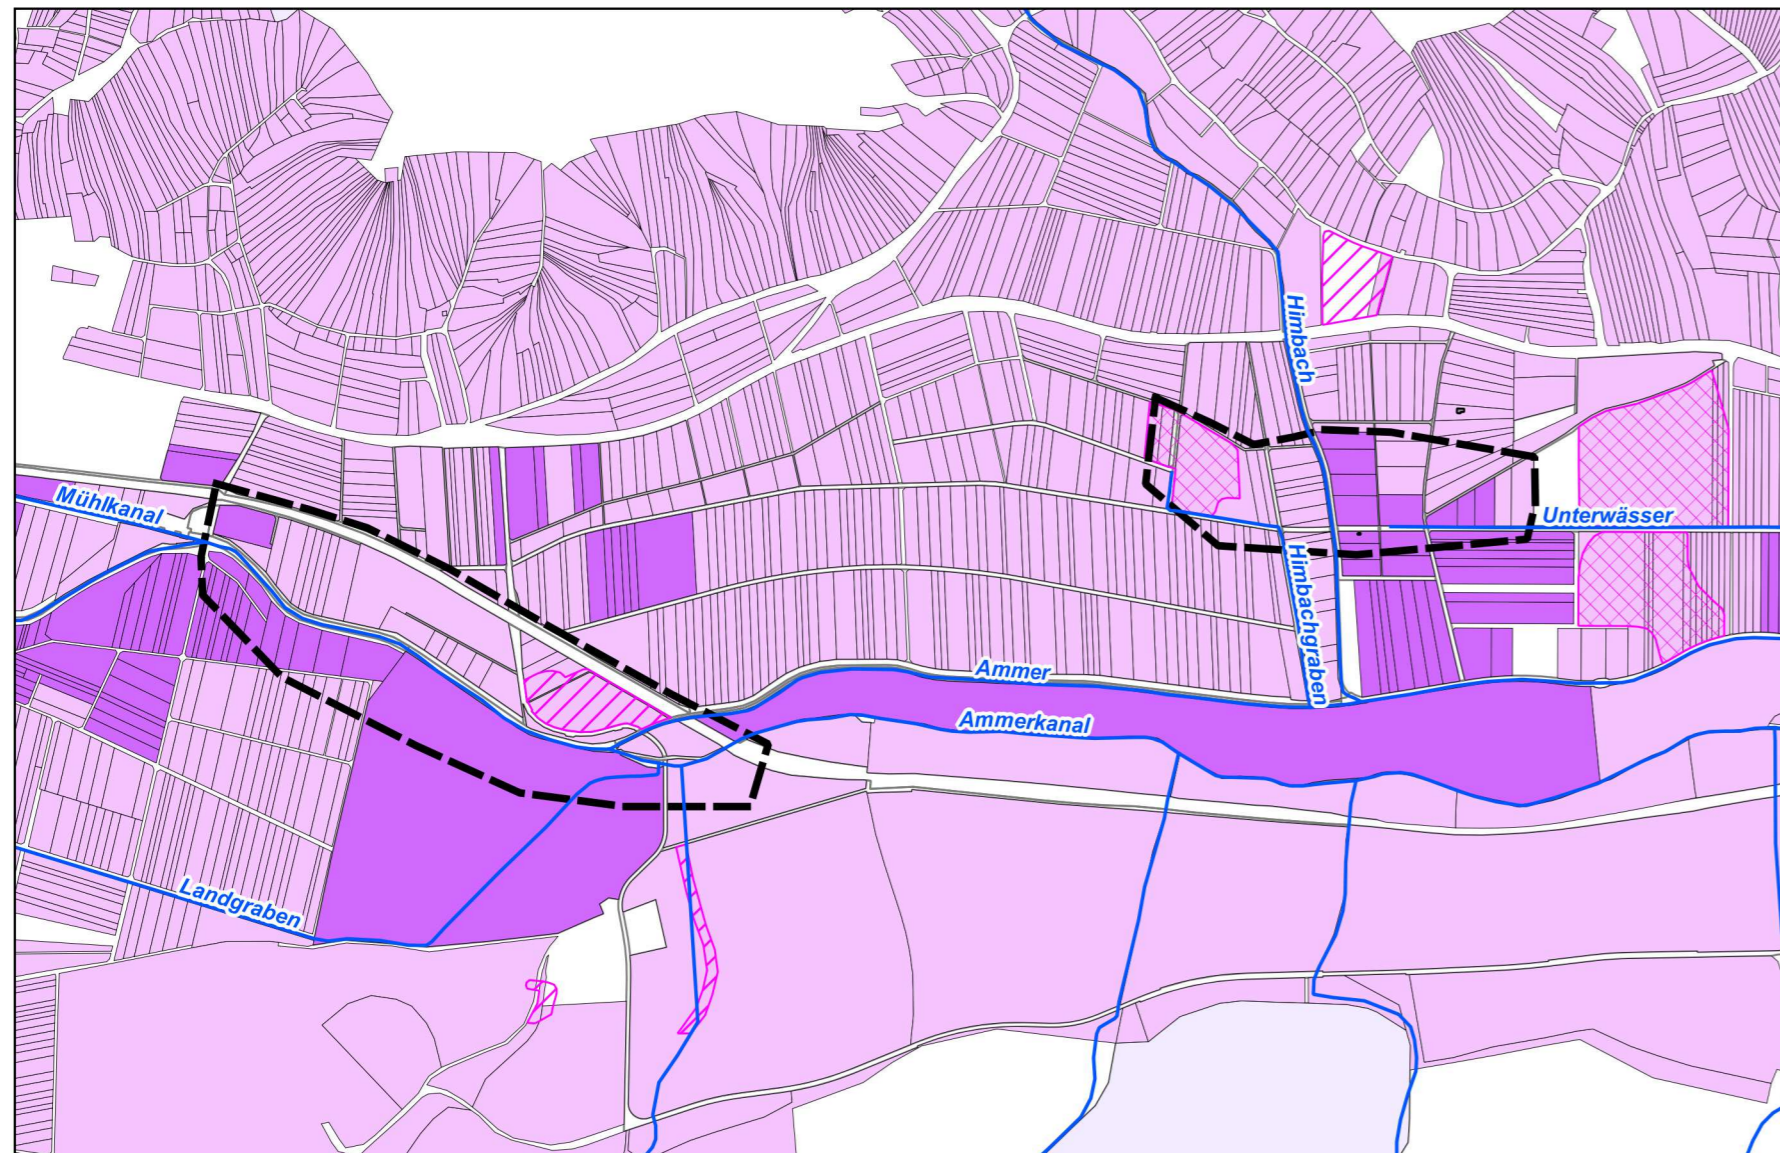 Himbach
Mühlkanal
Unterwässer
Himbachgraben
Ammer
Ammerkanal
Landgraben